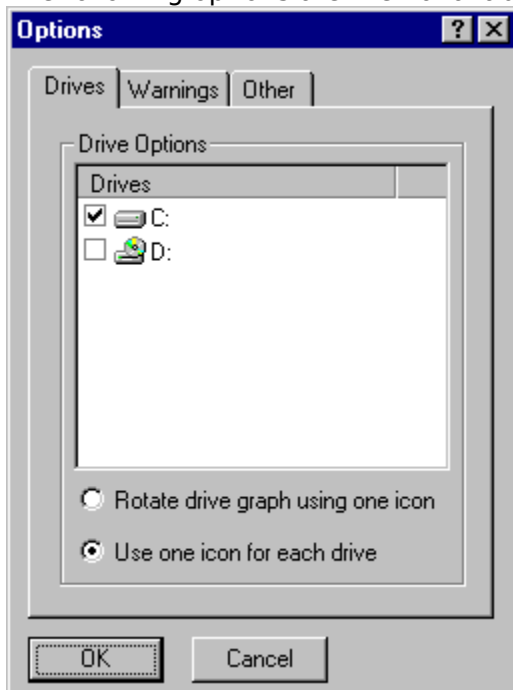 Options
Drives
Warnings
Other
Drive Options
Drives
C:
D:
Rotate drive graph using one icon
Use one icon for each drive
OK
Cancel